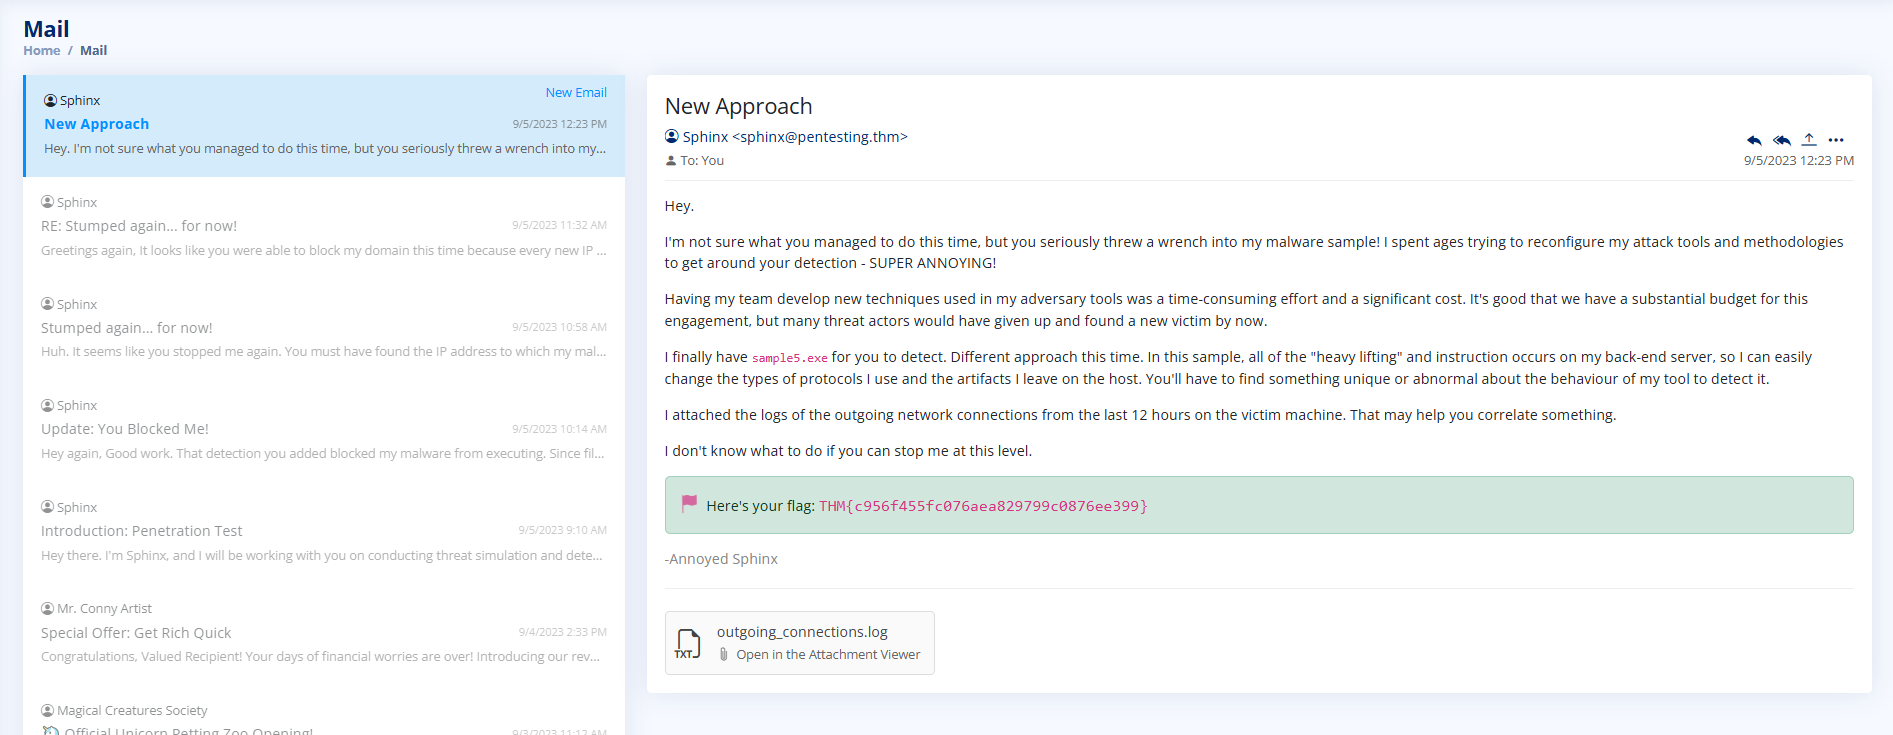 Mail
Home / Mail
Sphinx
New Email
New Approach
9/5/2023 12:23 PM
Hey. I'm not sure what you managed to do this time, but you seriously threw a wrench into my...
Sphinx
RE: Stumped again... for now!
9/5/2023 11:32 AM
Greetings again, It looks like you were able to block my domain this time because every new IP ...
Sphinx
Stumped again... for now!
9/5/2023 10:58 AM
Huh. It seems like you stopped me again. You must have found the IP address to which my mal...
Sphinx
Update: You Blocked Me!
9/5/2023 10:14 AM
Hey again, Good work. That detection you added blocked my malware from executing. Since fil...
Sphinx
Introduction: Penetration Test
9/5/2023 9:10 AM
Hey there. I'm Sphinx, and I will be working with you on conducting threat simulation and dete...
Mr. Conny Artist
Special Offer: Get Rich Quick
9/4/2023 2:33 PM
Congratulations, Valued Recipient! Your days of financial worries are over! Introducing our rev...
Magical Creatures Society
Official Unicorn Petting Zoo Opening!
9/3/2023 11:12 AM
New Approach
Sphinx <sphinx@pentesting.thm>
To: You
9/5/2023 12:23 PM
Hey.
I'm not sure what you managed to do this time, but you seriously threw a wrench into my malware sample! I spent ages trying to reconfigure my attack tools and methodologies
to get around your detection - SUPER ANNOYING!
Having my team develop new techniques used in my adversary tools was a time-consuming effort and a significant cost. It's good that we have a substantial budget for this
engagement, but many threat actors would have given up and found a new victim by now.
I finally have sample5.exe for you to detect. Different approach this time. In this sample, all of the "heavy lifting" and instruction occurs on my back-end server, so I can easily
change the types of protocols I use and the artifacts I leave on the host. You'll have to find something unique or abnormal about the behaviour of my tool to detect it.
I attached the logs of the outgoing network connections from the last 12 hours on the victim machine. That may help you correlate something.
I don't know what to do if you can stop me at this level.
Here's your flag: THM{c956f455fc076aea829799c0876ee399}
-Annoyed Sphinx
TXT
outgoing_connections.log
Open in the Attachment Viewer